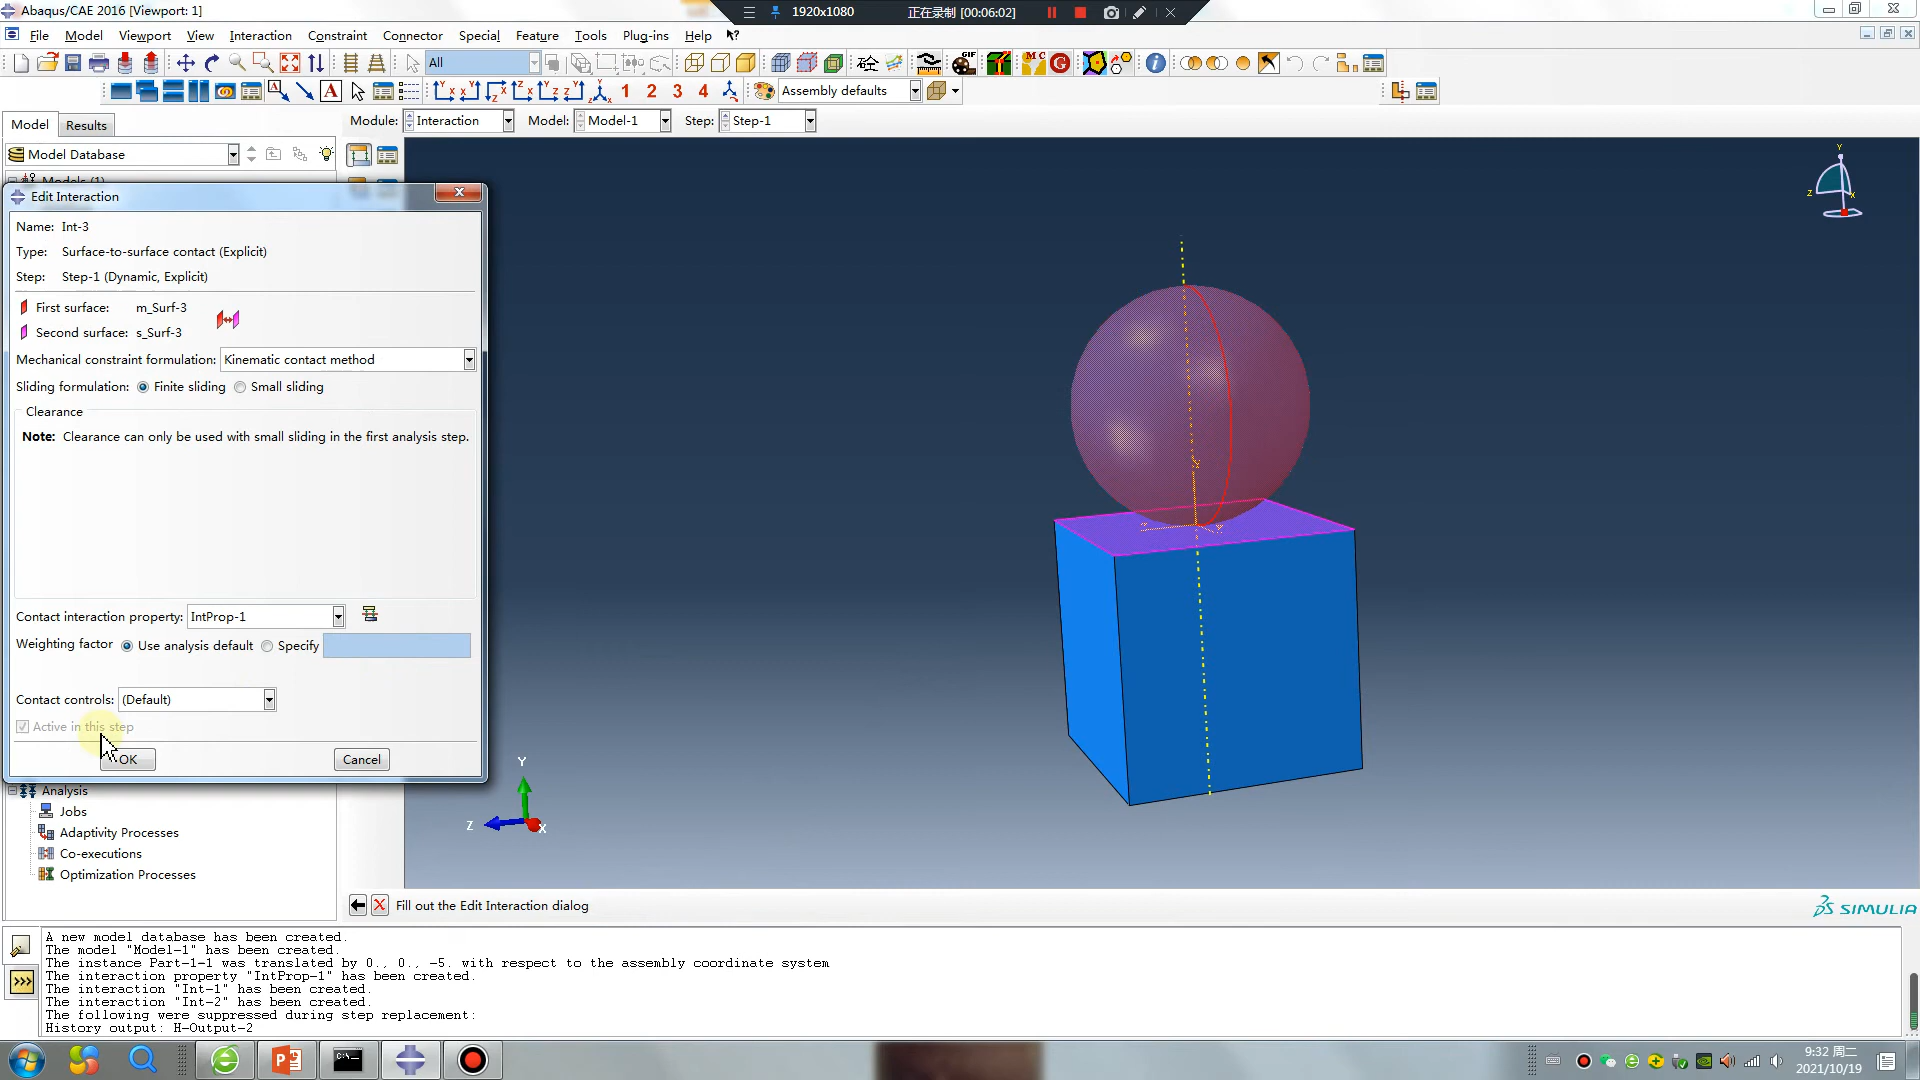 Abaqus/CAE 2016 [Viewport: 1]
1920x1080 正在录制 [00:06:02]
File Model Viewport View Interaction Constraint Connector Special Feature Tools Plug-ins Help
All
A 1 2 3 4 Assembly defaults
Model Results
Module: Interaction Model: Model-1 Step: Step-1
Model Database
Models (1)
Edit Interaction
Name: Int-3
Type: Surface-to-surface contact (Explicit)
Step: Step-1 (Dynamic, Explicit)
First surface: m_Surf-3
Second surface: s_Surf-3
Mechanical constraint formulation: Kinematic contact method
Sliding formulation: Finite sliding Small sliding
Clearance
Note: Clearance can only be used with small sliding in the first analysis step.
Contact interaction property: IntProp-1
Weighting factor Use analysis default Specify
Contact controls: (Default)
Active in this step
OK Cancel
Analysis
Jobs
Adaptivity Processes
Co-executions
Optimization Processes
Y
Z
X
Fill out the Edit Interaction dialog
SIMULIA
A new model database has been created.
The model "Model-1" has been created.
The instance Part-1-1 was translated by 0., 0., -5. with respect to the assembly coordinate system
The interaction property "IntProp-1" has been created.
The interaction "Int-1" has been created.
The interaction "Int-2" has been created.
The following were suppressed during step replacement:
History output: H-Output-2
9:32 周二
2021/10/19